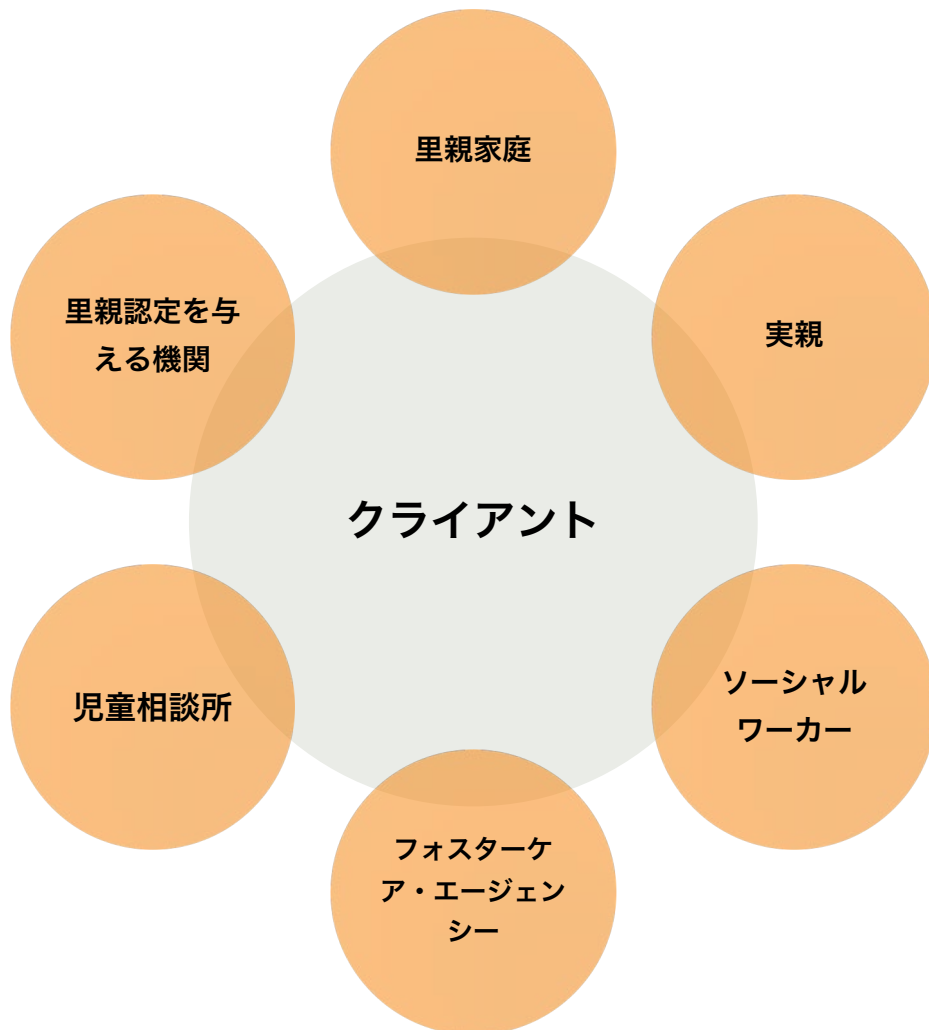 里親家庭
里親認定を与
える機関
実親
クライアント
児童相談所
ソーシャル
ワーカー
フォスターケ
ア・エージェン
シー